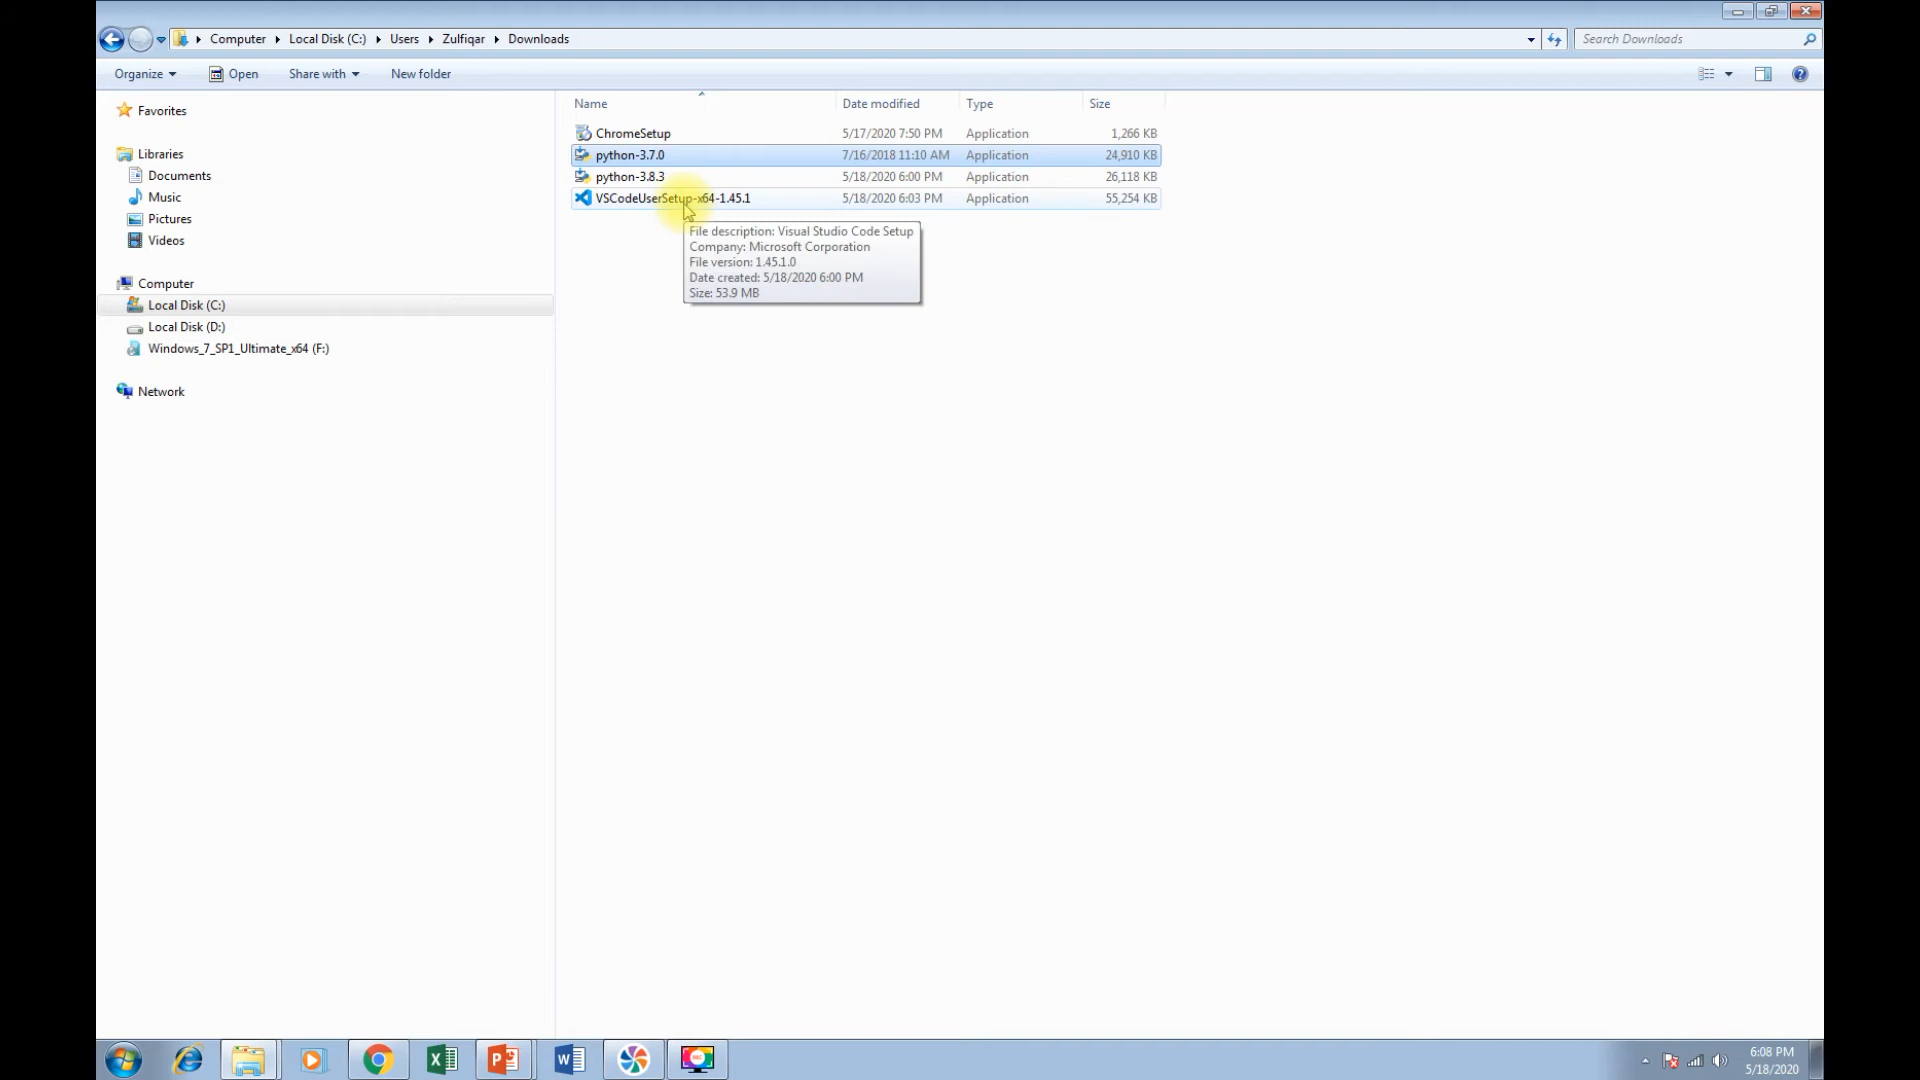 Computer Local Disk (C:) Users Zulfiqar Downloads
Search Downloads
Organize Open Share with New folder
Favorites
Libraries
Documents
Music
Pictures
Videos
Computer
Local Disk (C:)
Local Disk (D:)
Windows_7_SP1_Ultimate_x64 (F:)
Network
Name Date modified Type Size
ChromeSetup 5/17/2020 7:50 PM Application 1,266 KB
python-3.7.0 7/16/2018 11:10 AM Application 24,910 KB
python-3.8.3 5/18/2020 6:00 PM Application 26,118 KB
VSCodeUserSetup-x64-1.45.1 5/18/2020 6:03 PM Application 55,254 KB
File description: Visual Studio Code Setup
Company: Microsoft Corporation
File version: 1.45.1.0
Date created: 5/18/2020 6:00 PM
Size: 53.9 MB
6:08 PM
5/18/2020